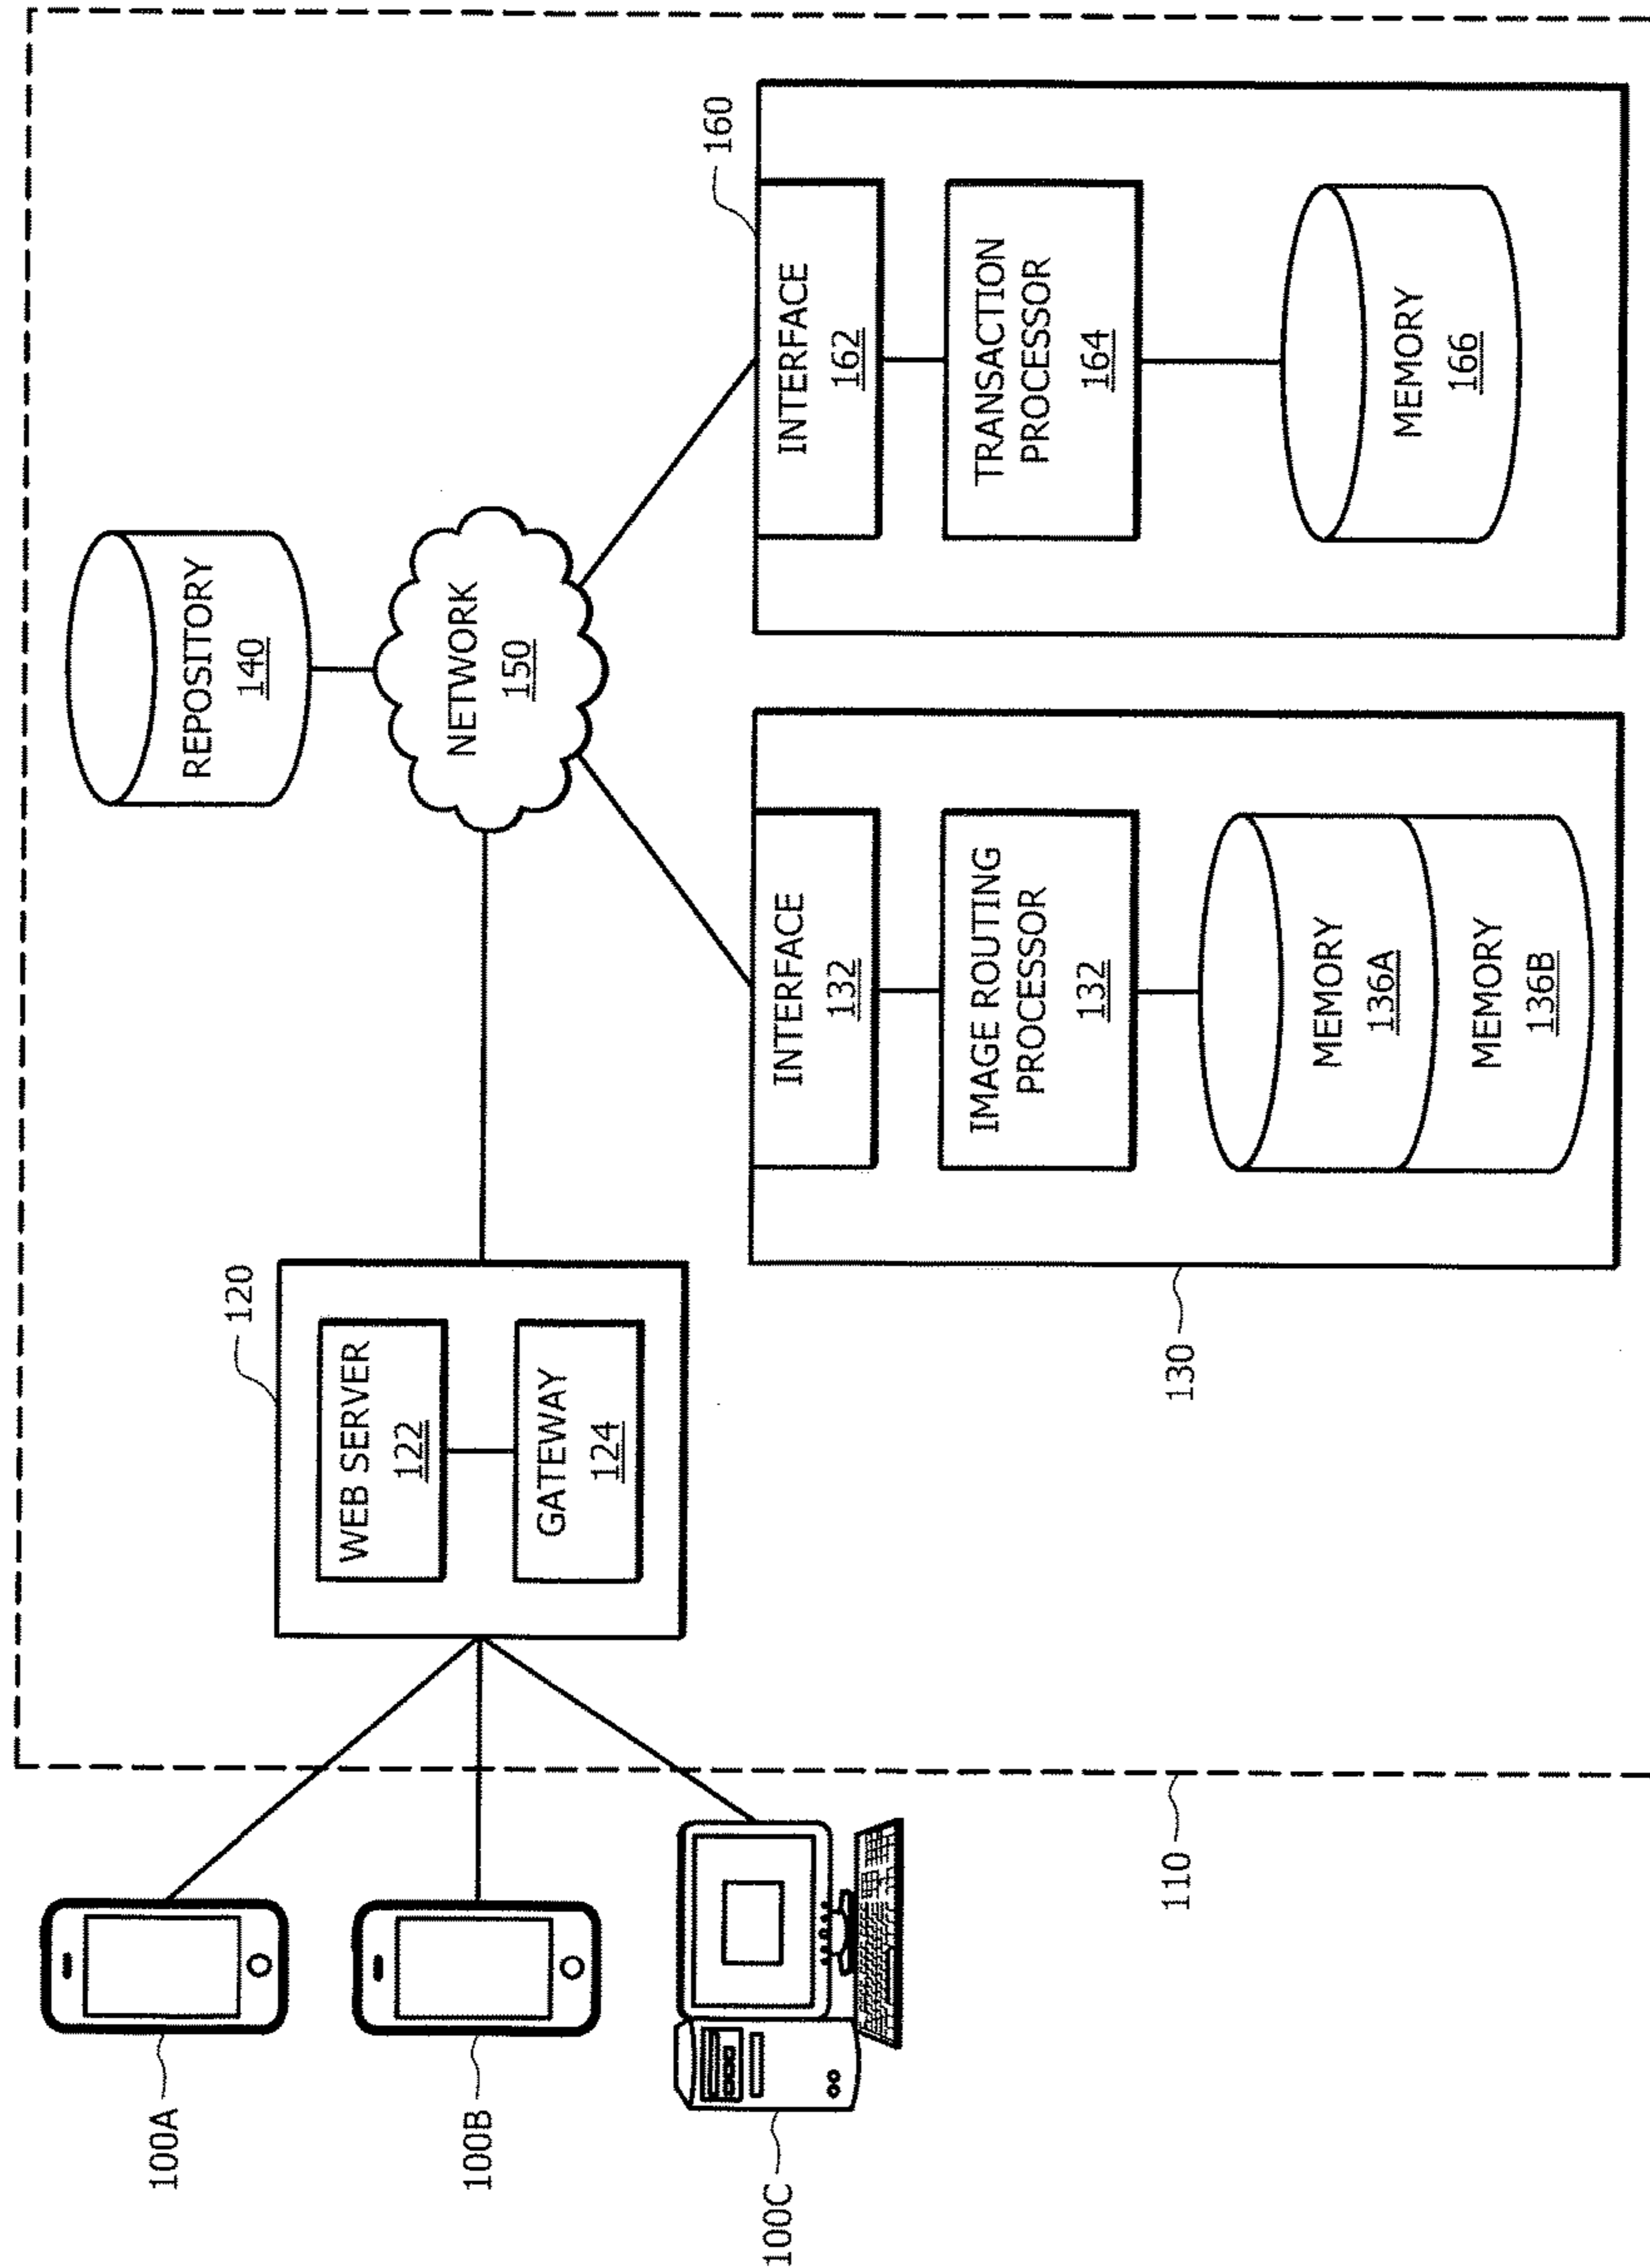 100A
100B
100C
110
120
WEB SERVER
122
GATEWAY
124
REPOSITORY
140
NETWORK
150
130
INTERFACE
132
IMAGE ROUTING
PROCESSOR
132
MEMORY
136A
MEMORY
136B
160
INTERFACE
162
TRANSACTION
PROCESSOR
164
MEMORY
166